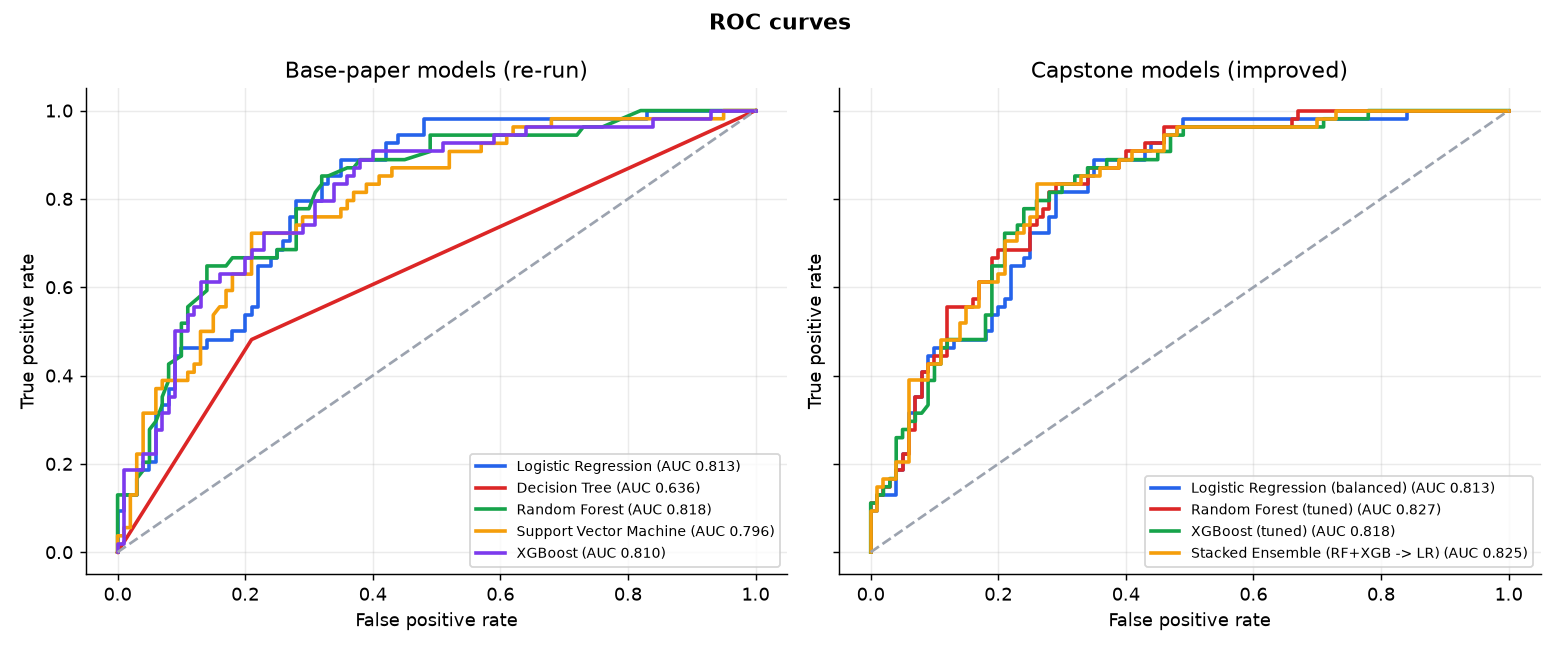 ROC curves
Base-paper models (re-run)
True positive rate
1.0
0.8
0.6
0.4
0.2
0.0
Logistic Regression (AUC 0.813)
Decision Tree (AUC 0.636)
Random Forest (AUC 0.818)
Support Vector Machine (AUC 0.796)
XGBoost (AUC 0.810)
0.0 0.2 0.4 0.6 0.8 1.0
False positive rate
Capstone models (improved)
True positive rate
Logistic Regression (balanced) (AUC 0.813)
Random Forest (tuned) (AUC 0.827)
XGBoost (tuned) (AUC 0.818)
Stacked Ensemble (RF+XGB -> LR) (AUC 0.825)
0.0 0.2 0.4 0.6 0.8 1.0
False positive rate